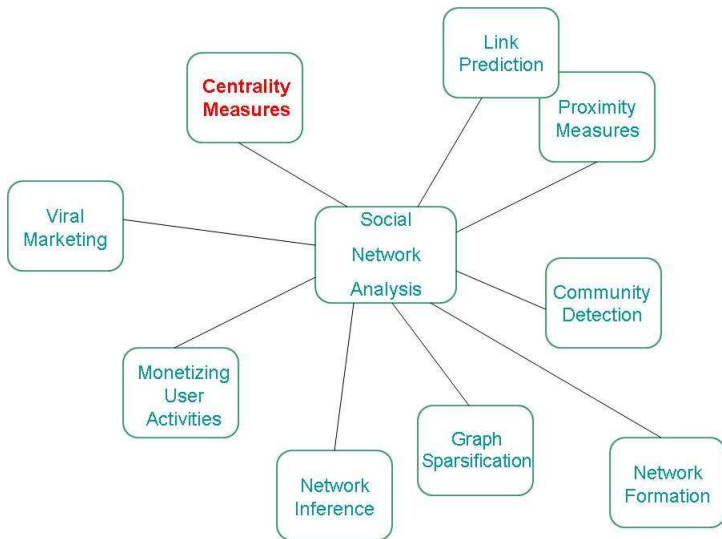 Link
Prediction
Centrality
Measures
Proximity
Measures
Viral
Marketing
Social
Network
Analysis
Community
Detection
Monetizing
User
Activities
Graph
Sparsification
Network
Inference
Network
Formation